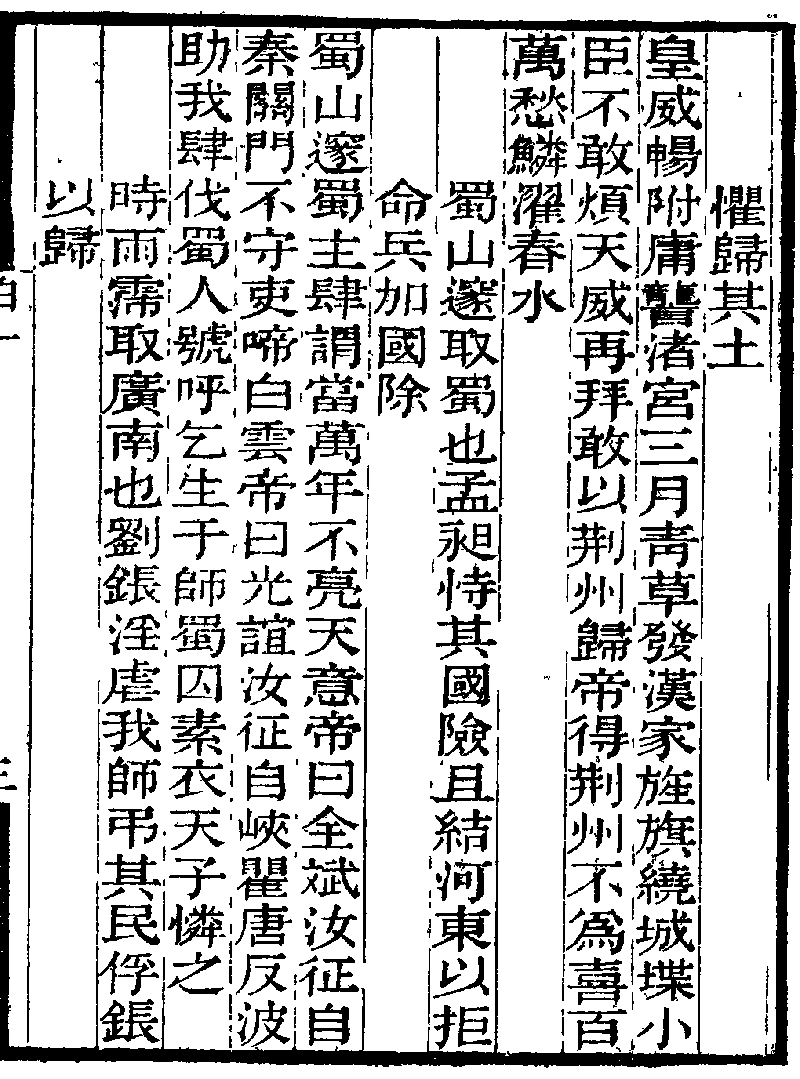 懼歸其土
皇威暢附庸讋渚宮三月青草發漢家旌旗繞城堞小
臣不敢煩天威再拜敢以荆州歸帝得荆州不為喜百
萬愁鱗濯春水
蜀山邃取蜀也孟昶恃其國險且結河東以拒
命兵加國除
蜀山邃蜀主肆謂當萬年不亮天意帝曰全斌汝征自
秦關門不守吏啼白雲帝曰光誼汝征自峽瞿唐反波
助我肆伐蜀人號呼乞生于師蜀囚素衣天子憐之
時雨霈取廣南也劉鋹淫虐我師弔其民俘鋹
以歸